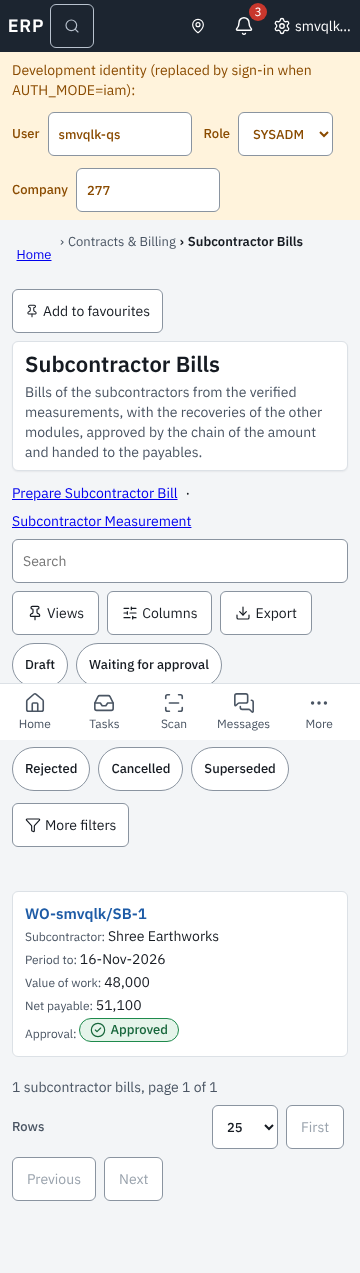 ERP
3
smvqlk...
Development identity (replaced by sign-in when
AUTH_MODE=iam):
User smvqlk-qs Role SYSADM
Company 277
Home › Contracts & Billing › Subcontractor Bills
Add to favourites
Subcontractor Bills
Bills of the subcontractors from the verified
measurements, with the recoveries of the other
modules, approved by the chain of the amount
and handed to the payables.
Prepare Subcontractor Bill ·
Subcontractor Measurement
Search
Views Columns Export
Draft Waiting for approval
Home Tasks Scan Messages More
Rejected Cancelled Superseded
More filters
WO-smvqlk/SB-1
Subcontractor: Shree Earthworks
Period to: 16-Nov-2026
Value of work: 48,000
Net payable: 51,100
Approval: Approved
1 subcontractor bills, page 1 of 1
Rows 25 First
Previous Next